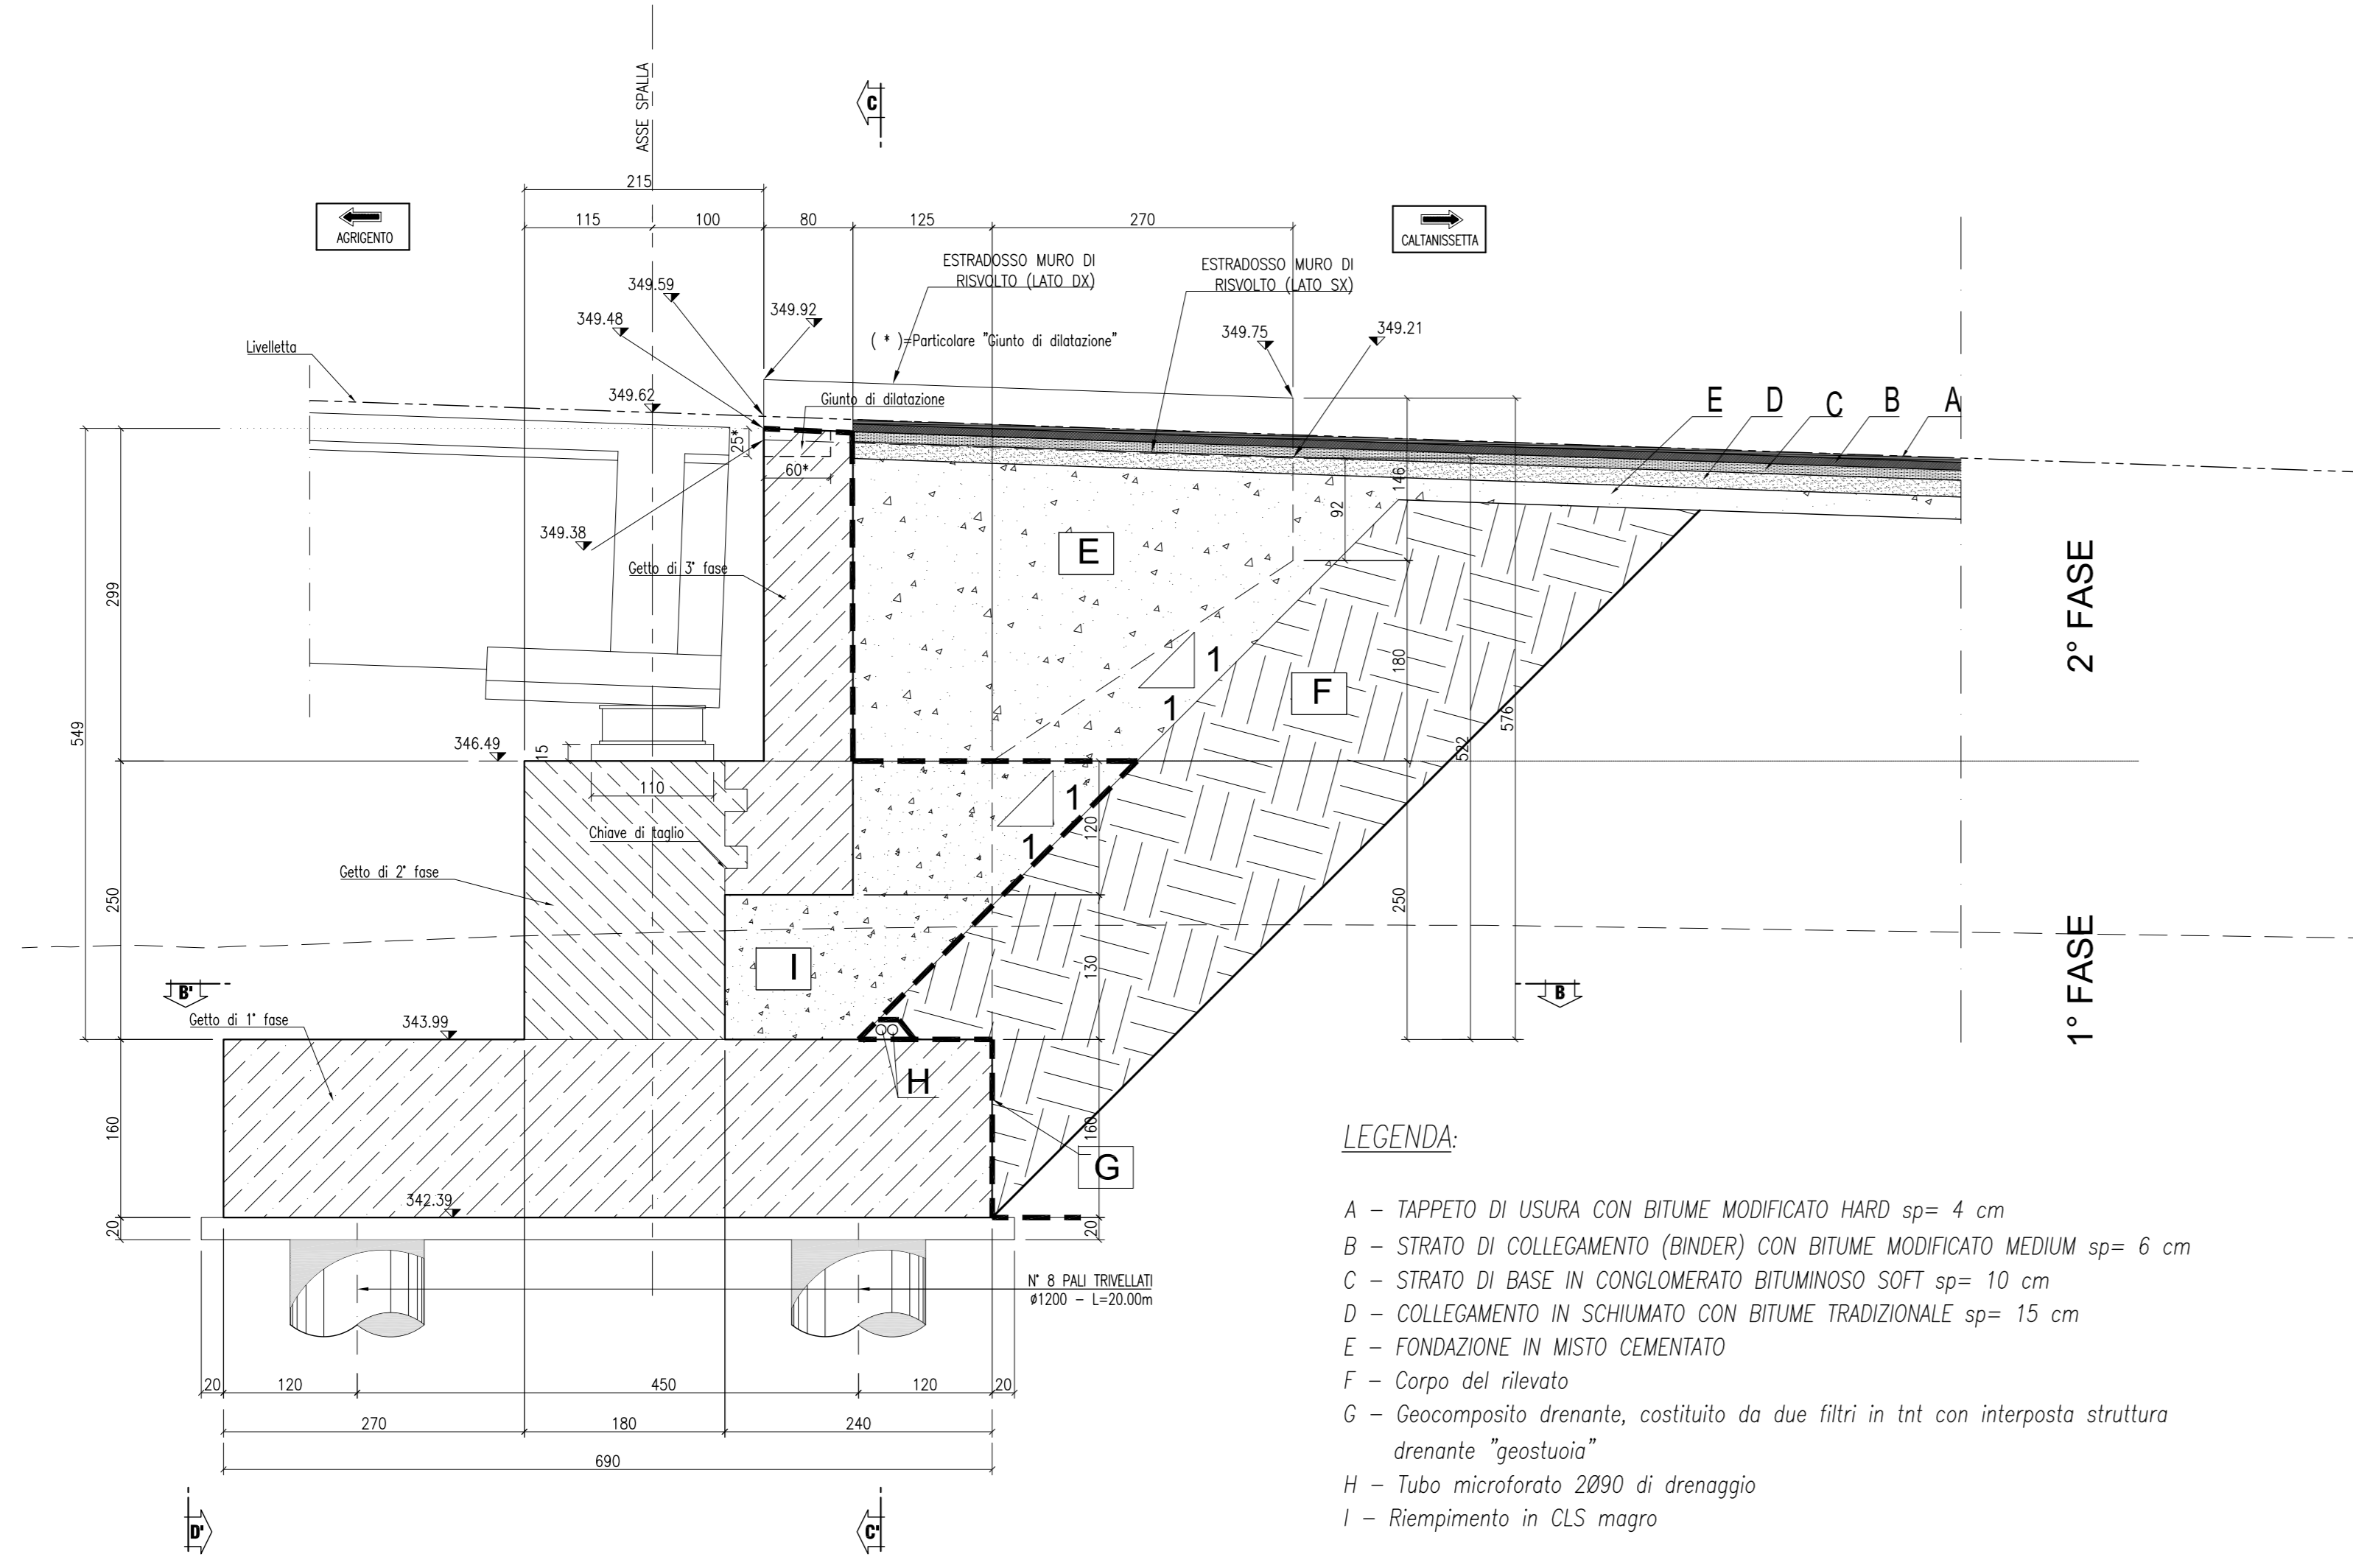 ASSE SPALLA
C
215
115
100
80
125
270
AGRIGENTO
CALTANISSETTA
ESTRADOSSO MURO DI
RISVOLTO (LATO DX)
ESTRADOSSO MURO DI
RISVOLTO (LATO SX)
349.59
349.48
349.92
( * )=Particolare "Giunto di dilatazione"
349.75
349.21
Livelletta
349.62
Giunto di dilatazione
E
D
C
B
A
25*
60*
146
92
349.38
E
Getto di 3° fase
299
2° FASE
1
180
F
1
576
522
549
346.49
15
110
1
120
1
Chiave di taglio
Getto di 2° fase
250
250
I
130
1° FASE
B'
B
Getto di 1° fase
343.99
H
160
160
G
342.39
20
20
N° 8 PALI TRIVELLATI
ø1200 – L=20.00m
20
120
450
120
20
270
180
240
690
D'
C'
LEGENDA:
A – TAPPETO DI USURA CON BITUME MODIFICATO HARD sp= 4 cm
B – STRATO DI COLLEGAMENTO (BINDER) CON BITUME MODIFICATO MEDIUM sp= 6 cm
C – STRATO DI BASE IN CONGLOMERATO BITUMINOSO SOFT sp= 10 cm
D – COLLEGAMENTO IN SCHIUMATO CON BITUME TRADIZIONALE sp= 15 cm
E – FONDAZIONE IN MISTO CEMENTATO
F – Corpo del rilevato
G – Geocomposito drenante, costituito da due filtri in tnt con interposta struttura
drenante "geostuoia"
H – Tubo microforato 2Ø90 di drenaggio
I – Riempimento in CLS magro